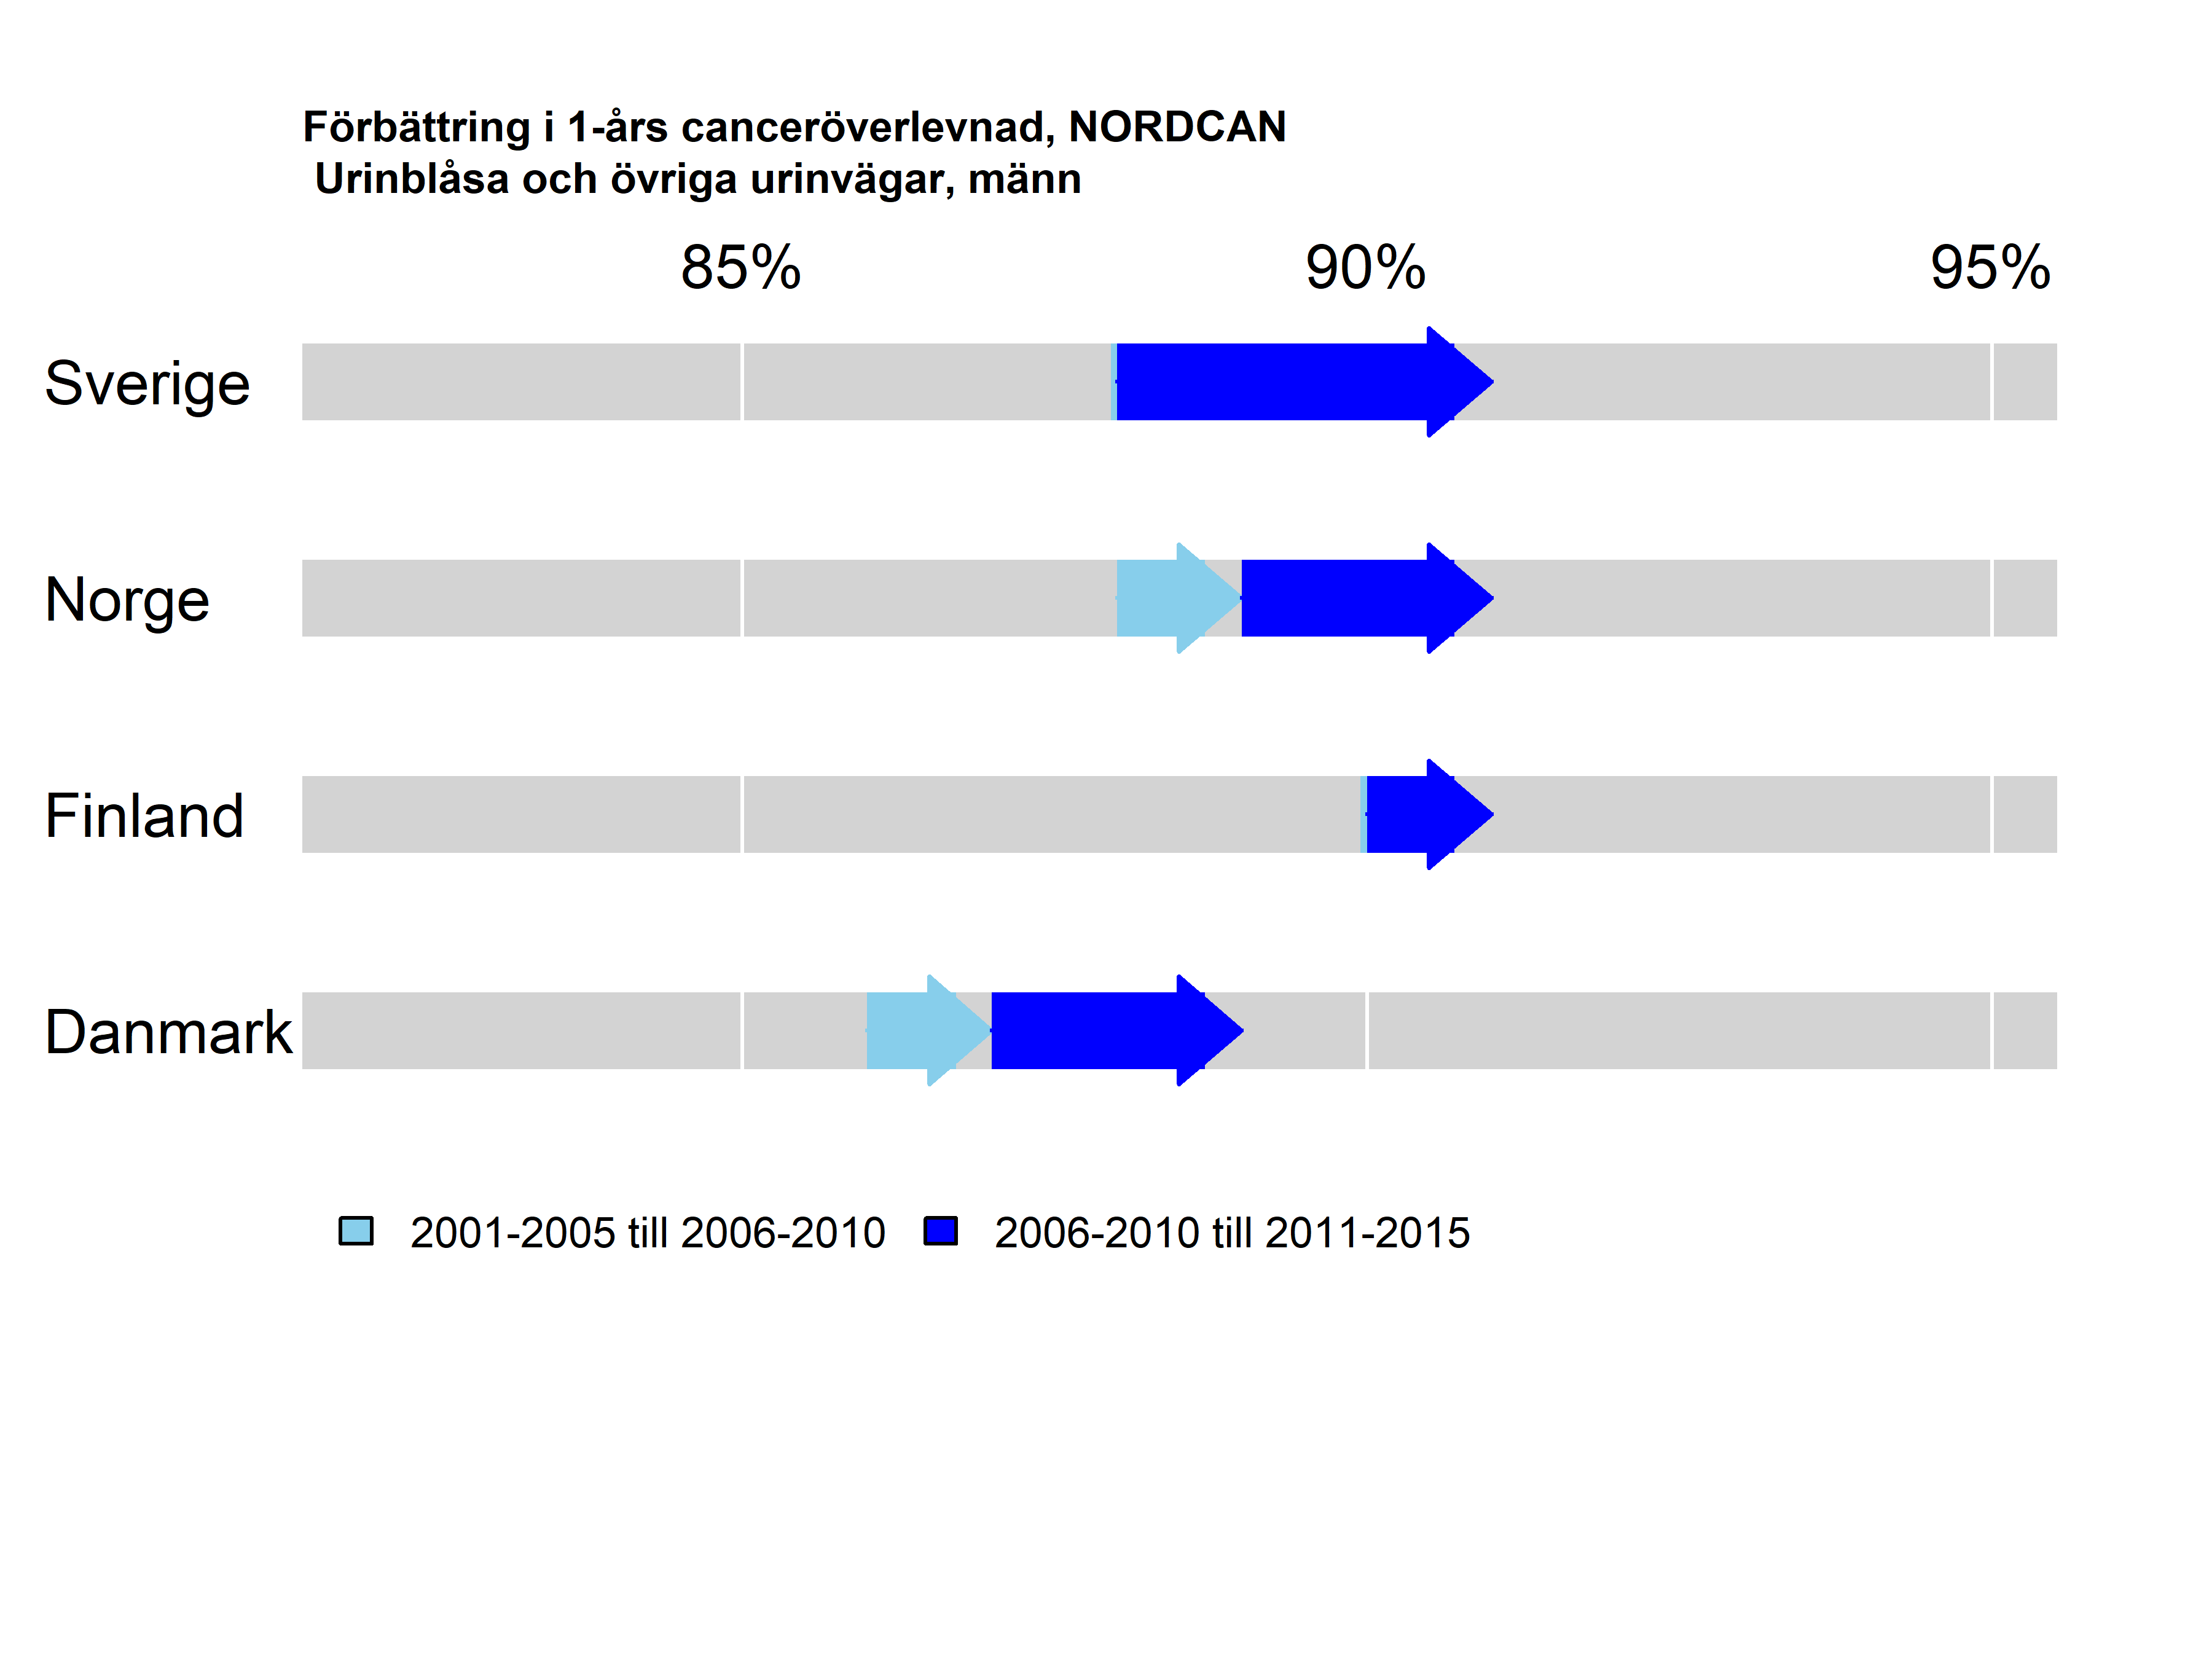 Förbättring i 1-års canceröverlevnad, NORDCAN
Urinblåsa och övriga urinvägar, männ
85% 90% 95%
Sverige
Norge
Finland
Danmark
2001-2005 till 2006-2010 2006-2010 till 2011-2015